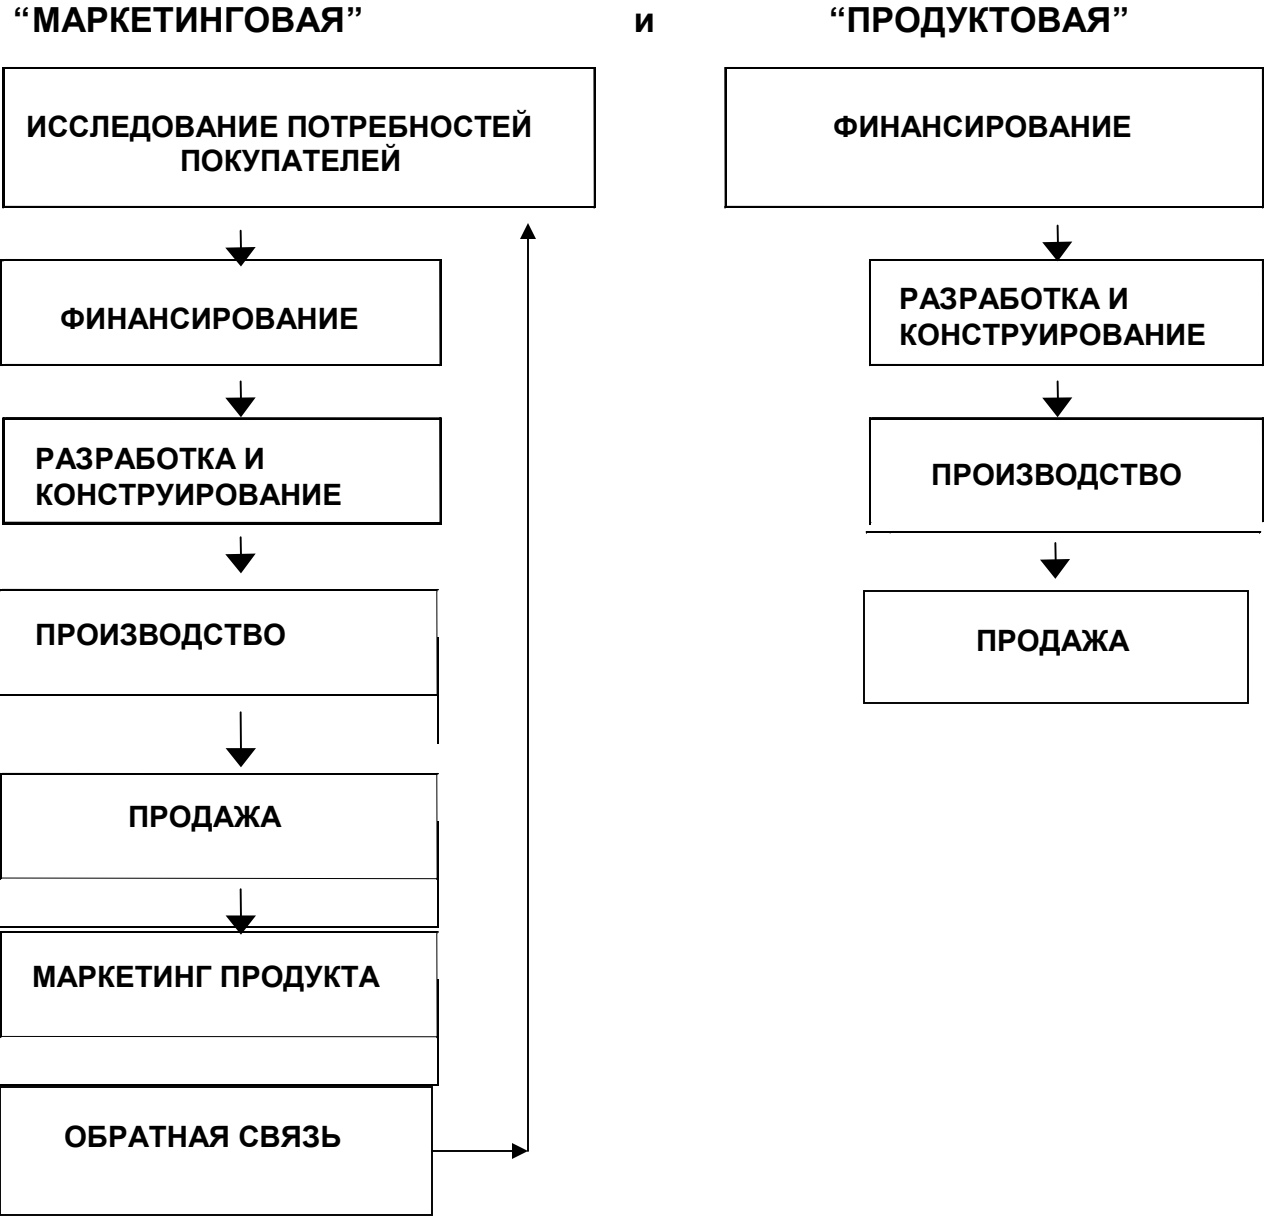 “МАРКЕТИНГОВАЯ” и “ПРОДУКТОВАЯ”
ИССЛЕДОВАНИЕ ПОТРЕБНОСТЕЙ
ПОКУПАТЕЛЕЙ
ФИНАНСИРОВАНИЕ
РАЗРАБОТКА И
КОНСТРУИРОВАНИЕ
ПРОИЗВОДСТВО
ПРОДАЖА
МАРКЕТИНГ ПРОДУКТА
ОБРАТНАЯ СВЯЗЬ
ФИНАНСИРОВАНИЕ
РАЗРАБОТКА И
КОНСТРУИРОВАНИЕ
ПРОИЗВОДСТВО
ПРОДАЖА